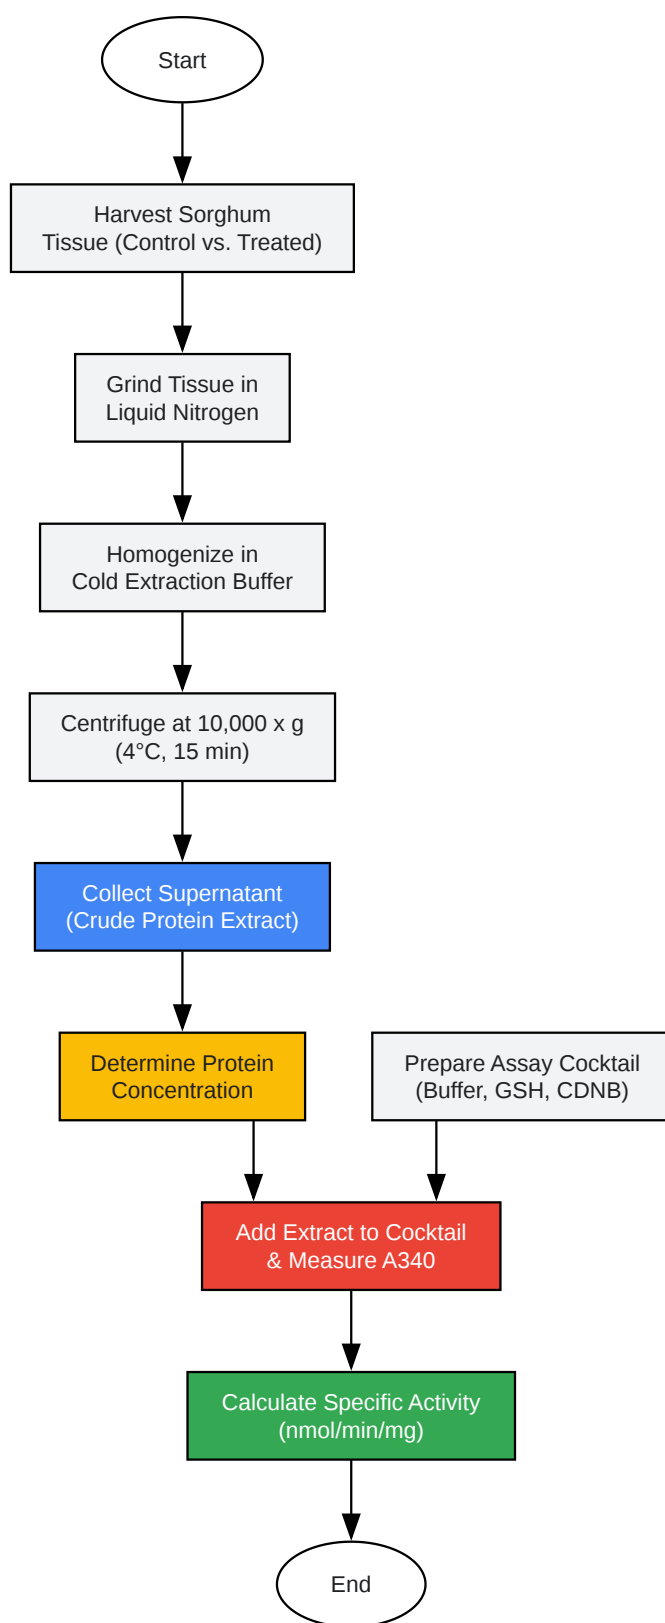 Start
Harvest Sorghum
Tissue (Control vs. Treated)
Grind Tissue in
Liquid Nitrogen
Homogenize in
Cold Extraction Buffer
Centrifuge at 10,000 x g
(4°C, 15 min)
Collect Supernatant
(Crude Protein Extract)
Determine Protein
Concentration
Prepare Assay Cocktail
(Buffer, GSH, CDNB)
Add Extract to Cocktail
& Measure A340
Calculate Specific Activity
(nmol/min/mg)
End